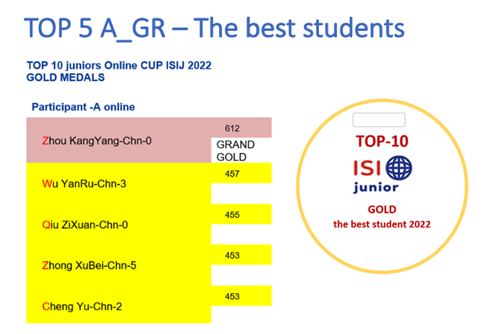 TOP 5 A_GR – The best students
TOP 10 juniors Online CUP ISIJ 2022
GOLD MEDALS
Participant -A online
Zhou KangYang-Chn-0
612
GRAND
GOLD
Wu YanRu-Chn-3
457
Qiu ZiXuan-Chn-0
455
Zhong XuBei-Chn-5
453
Cheng Yu-Chn-2
453
TOP-10
ISI
junior
GOLD
the best student 2022